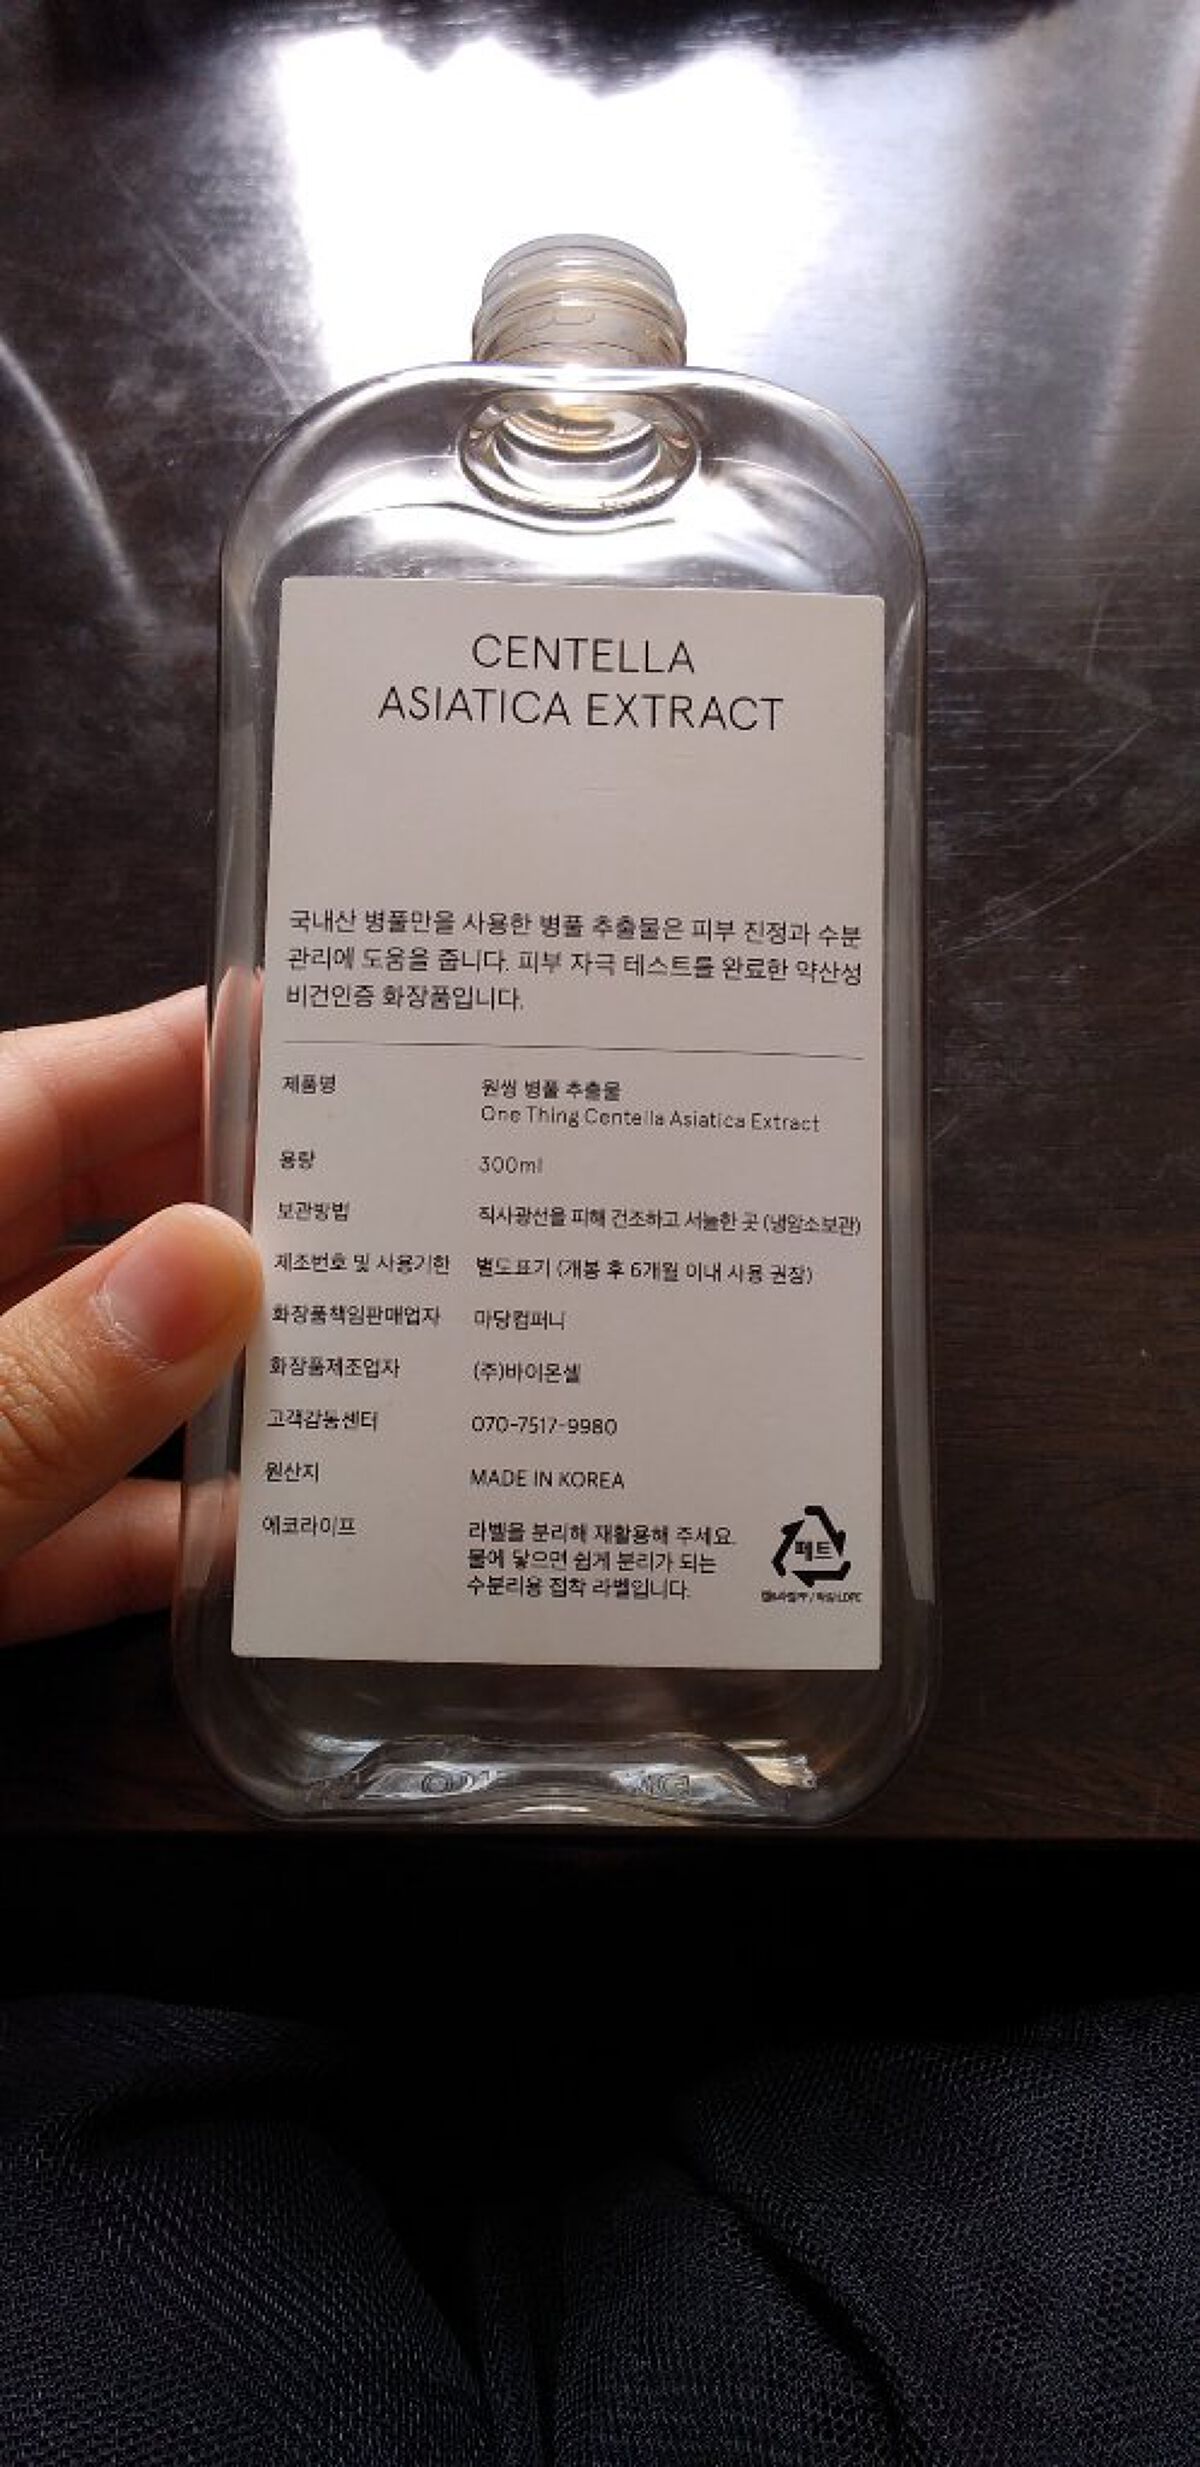 CENTELLA
ASIATICA EXTRACT
국내산 병풀만을 사용한 병풀 추출물은 피부 진정과 수분
관리에 도움을 줍니다. 피부 자극 테스트를 완료한 약산성
비건인증 화장품입니다.
제품명 원씽 병풀 추출물
One Thing Centella Asiatica Extract
용량 300ml
보관방법 직사광선을 피해 건조하고 서늘한 곳 (냉암소보관)
제조번호 및 사용기한 별도표기 (개봉 후 6개월 이내 사용 권장)
화장품책임판매업자 마당컴퍼니
화장품제조업자 (주)바이온셀
고객감동센터 070-7517-9980
원산지 MADE IN KOREA
에코라이프 라벨을 분리해 재활용해 주세요.
물에 닿으면 쉽게 분리가 되는
수분리용 접착 라벨입니다.
페트